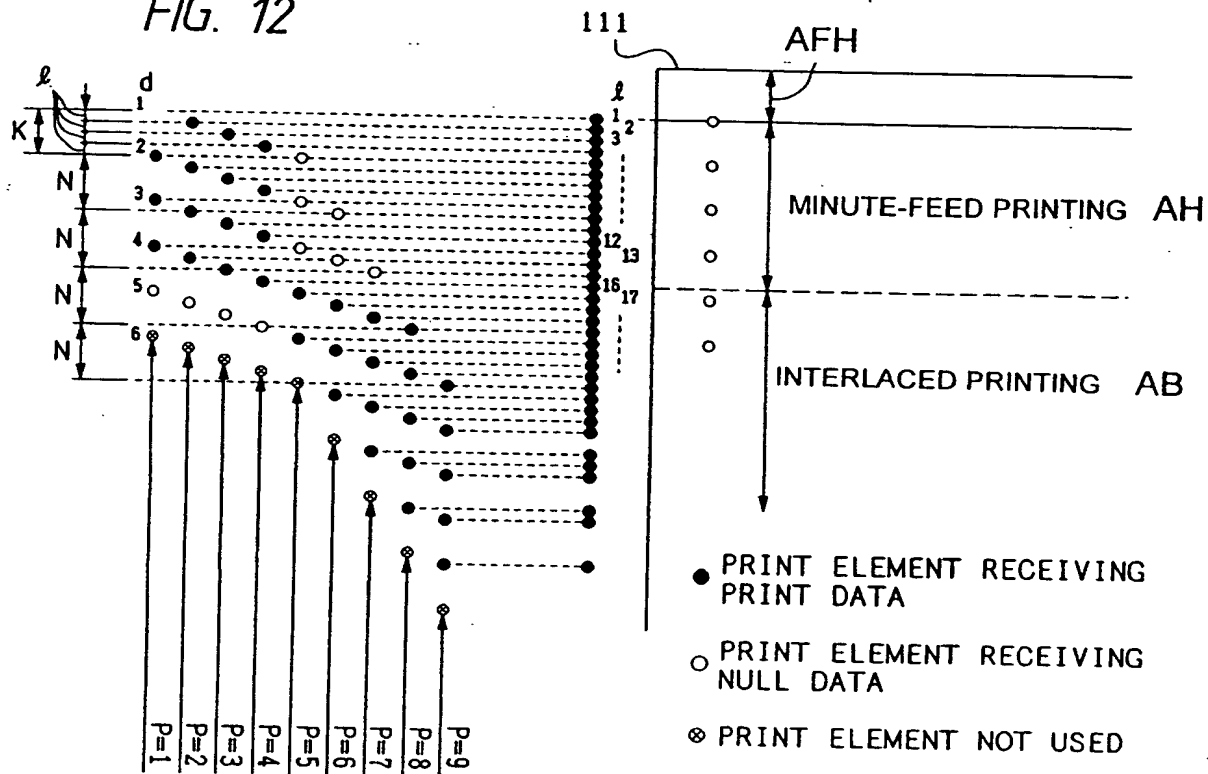 FIG. 12
111
AFH
ℓ d
1
K
2
N
3
N
4
N
5
N
6
ℓ
1
2
3
12
13
16
17
MINUTE-FEED PRINTING AH
INTERLACED PRINTING AB
● PRINT ELEMENT RECEIVING
PRINT DATA
○ PRINT ELEMENT RECEIVING
NULL DATA
⊗ PRINT ELEMENT NOT USED
P=1
P=2
P=3
P=4
P=5
P=6
P=7
P=8
P=9